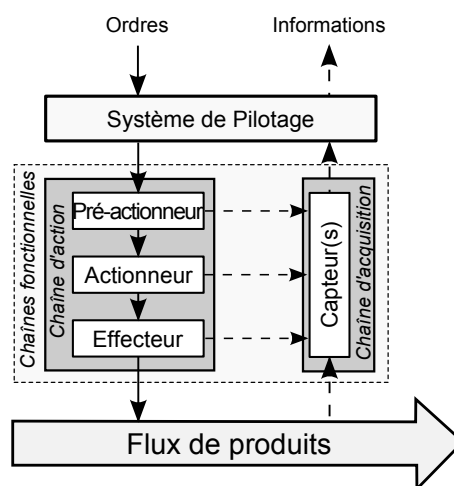 Ordres
Informations
Système de Pilotage
Chaînes fonctionnelles
Chaîne d'action
Pré-actionneur
Actionneur
Effecteur
Capteur(s)
Chaîne d'acquisition
Flux de produits